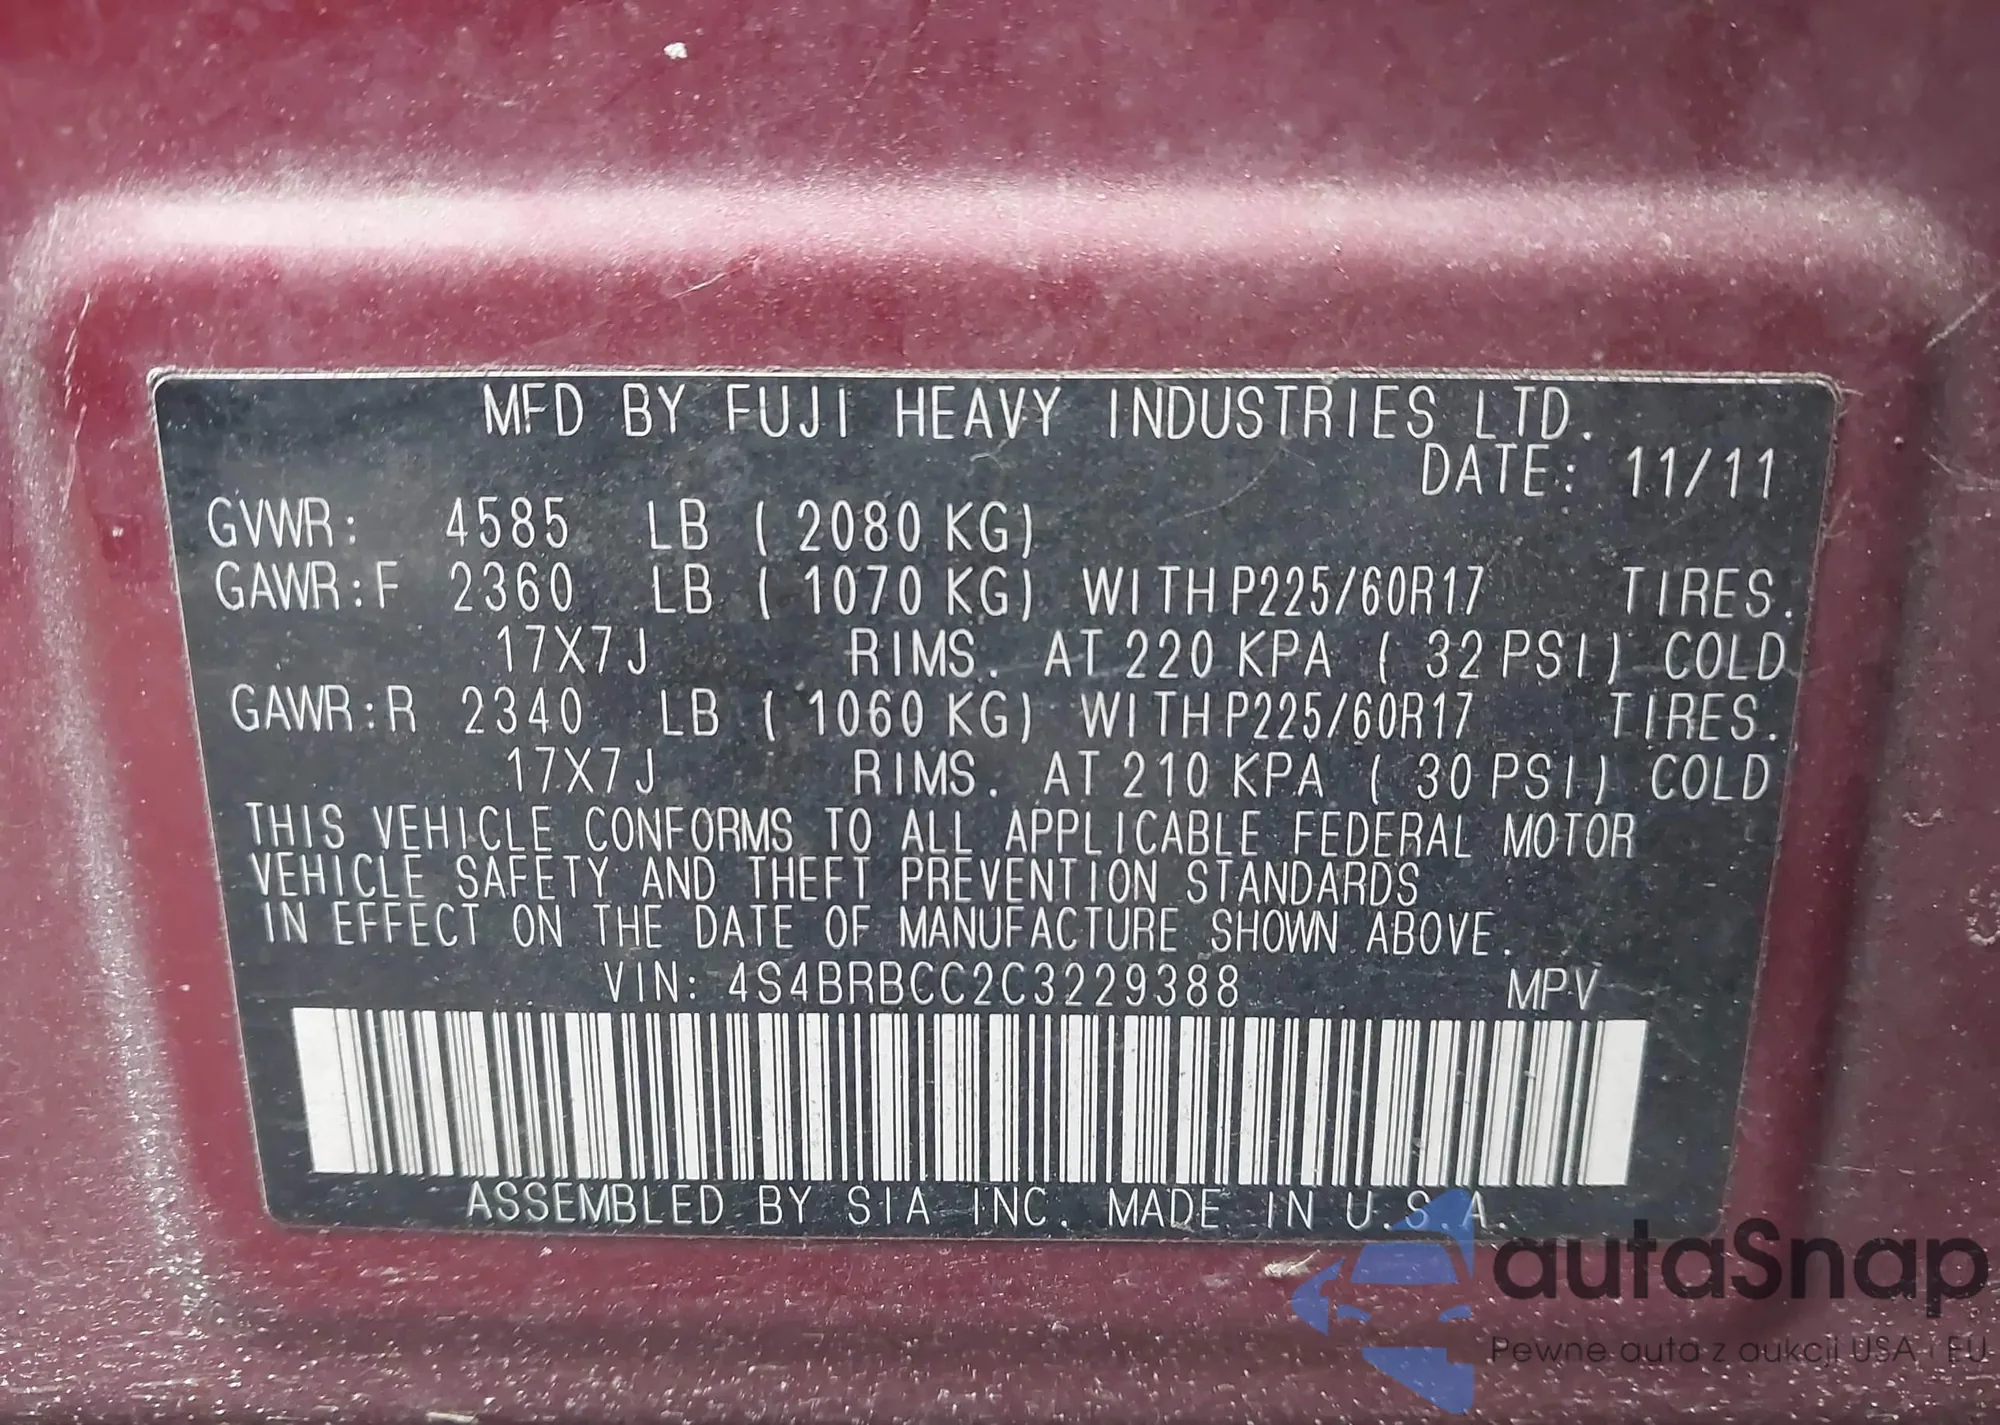 MFD BY FUJI HEAVY INDUSTRIES LTD.
DATE: 11/11
GVWR: 4585 LB ( 2080 KG)
GAWR:F 2360 LB ( 1070 KG) WITH P225/60R17 TIRES.
17X7J RIMS. AT 220 KPA ( 32 PSI) COLD
GAWR:R 2340 LB ( 1060 KG) WITH P225/60R17 TIRES.
17X7J RIMS. AT 210 KPA ( 30 PSI) COLD
THIS VEHICLE CONFORMS TO ALL APPLICABLE FEDERAL MOTOR
VEHICLE SAFETY AND THEFT PREVENTION STANDARDS
IN EFFECT ON THE DATE OF MANUFACTURE SHOWN ABOVE.
VIN: 4S4BRBCC2C3229388 MPV
ASSEMBLED BY SIA INC. MADE IN U.S.A.
autaSnap
Pewne auta z aukcji USA i EU